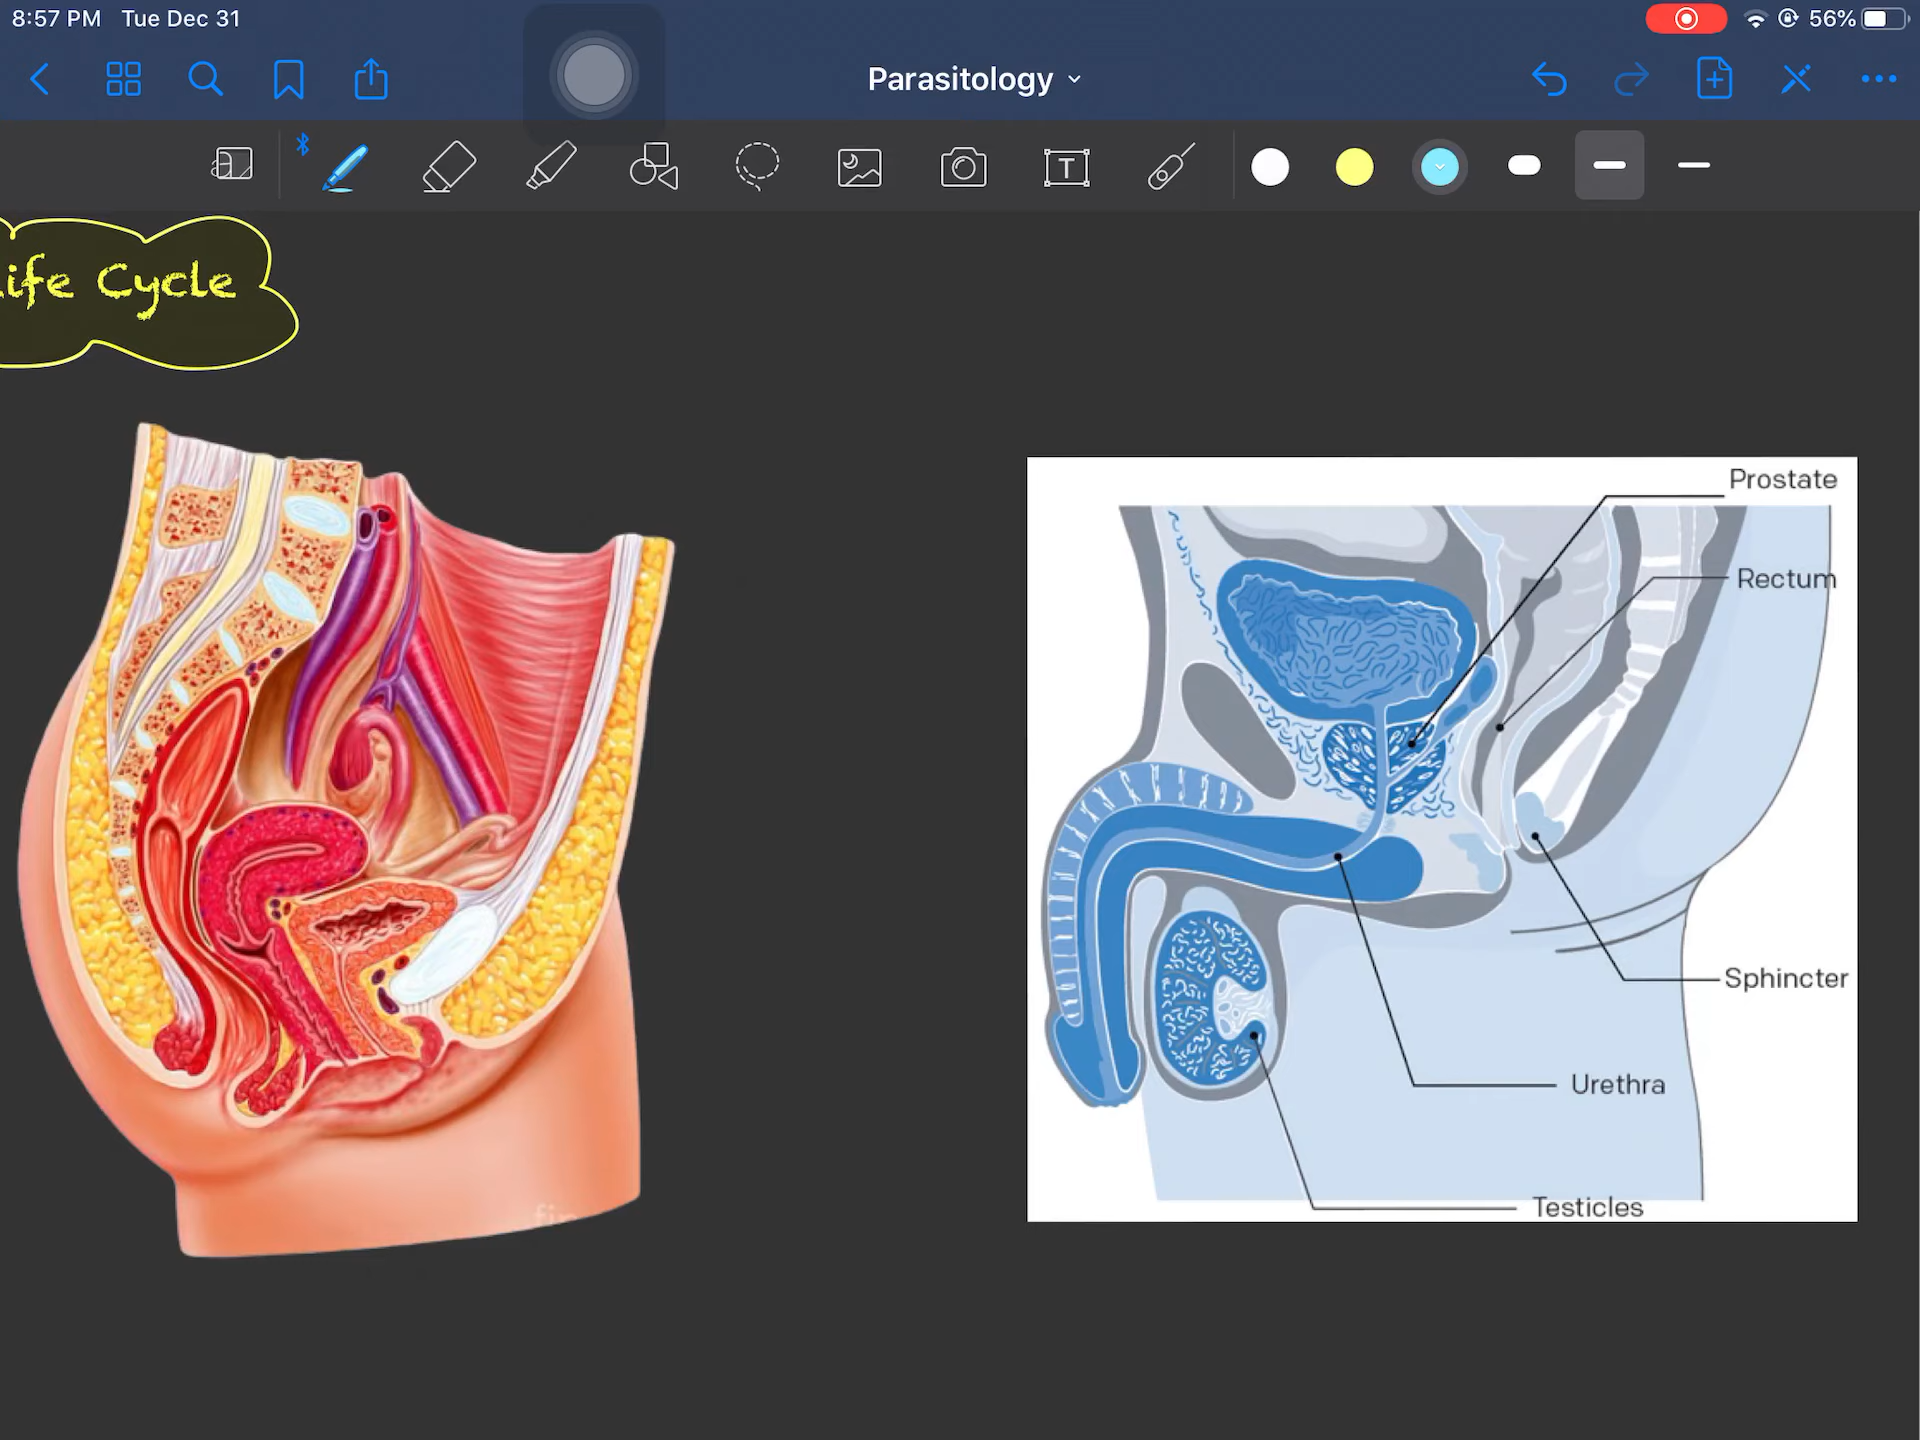 8:57 PM Tue Dec 31
56%
Parasitology
T
ife Cycle
Prostate
Rectum
Sphincter
Urethra
Testicles